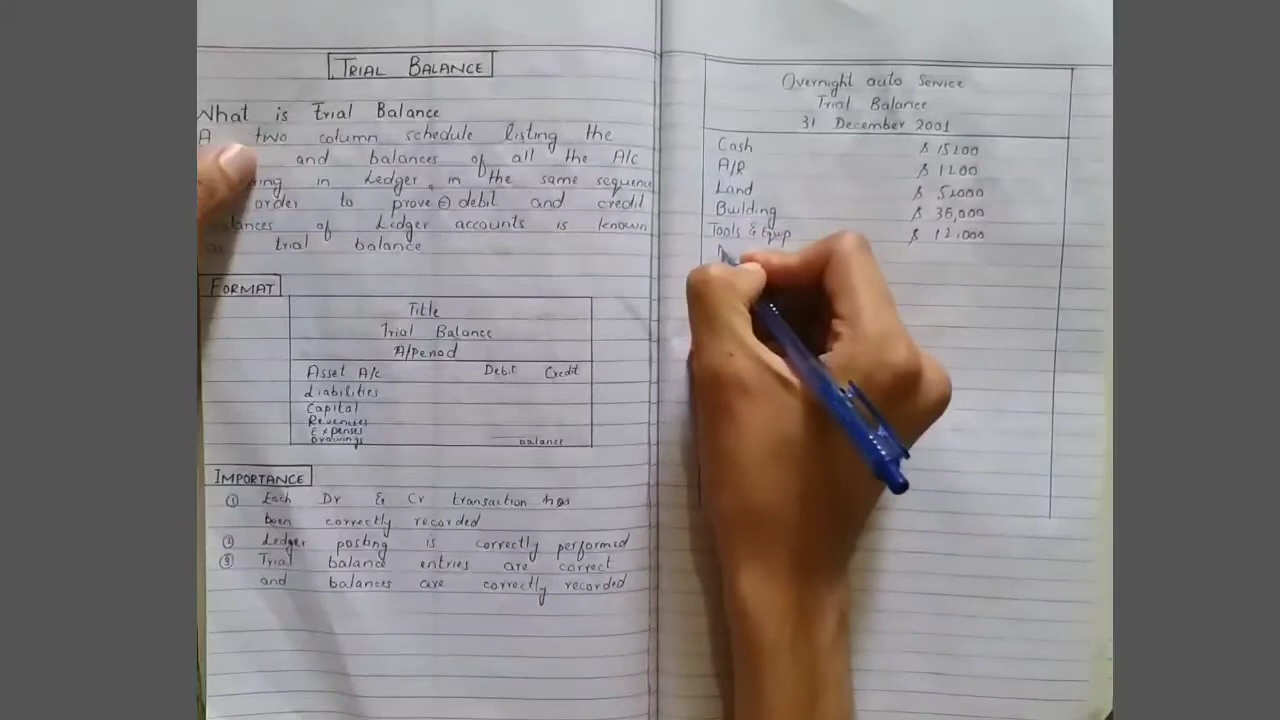 TRIAL BALANCE
What is trial Balance
A two column schedule listing the
and balances of all the A/c
in Ledger, in the same sequence
order to prove debit and credit
of Ledger accounts is known
trial balance
FORMAT
Title
Trial Balance
A/Period
Asset A/c Debit Credit
Liabilities
Capital
Revenues
Expenses
Drawings balance
IMPORTANCE
① Each Dr & Cr transaction has
been correctly recorded
② Ledger posting is correctly performed
③ Trial balance entries are correct
and balances are correctly recorded
Overnight auto Service
Trial Balance
31 December 2001
Cash $
A/R $ 1200
Land $
Building $ 36,000
Tools & Equip $ 12,000